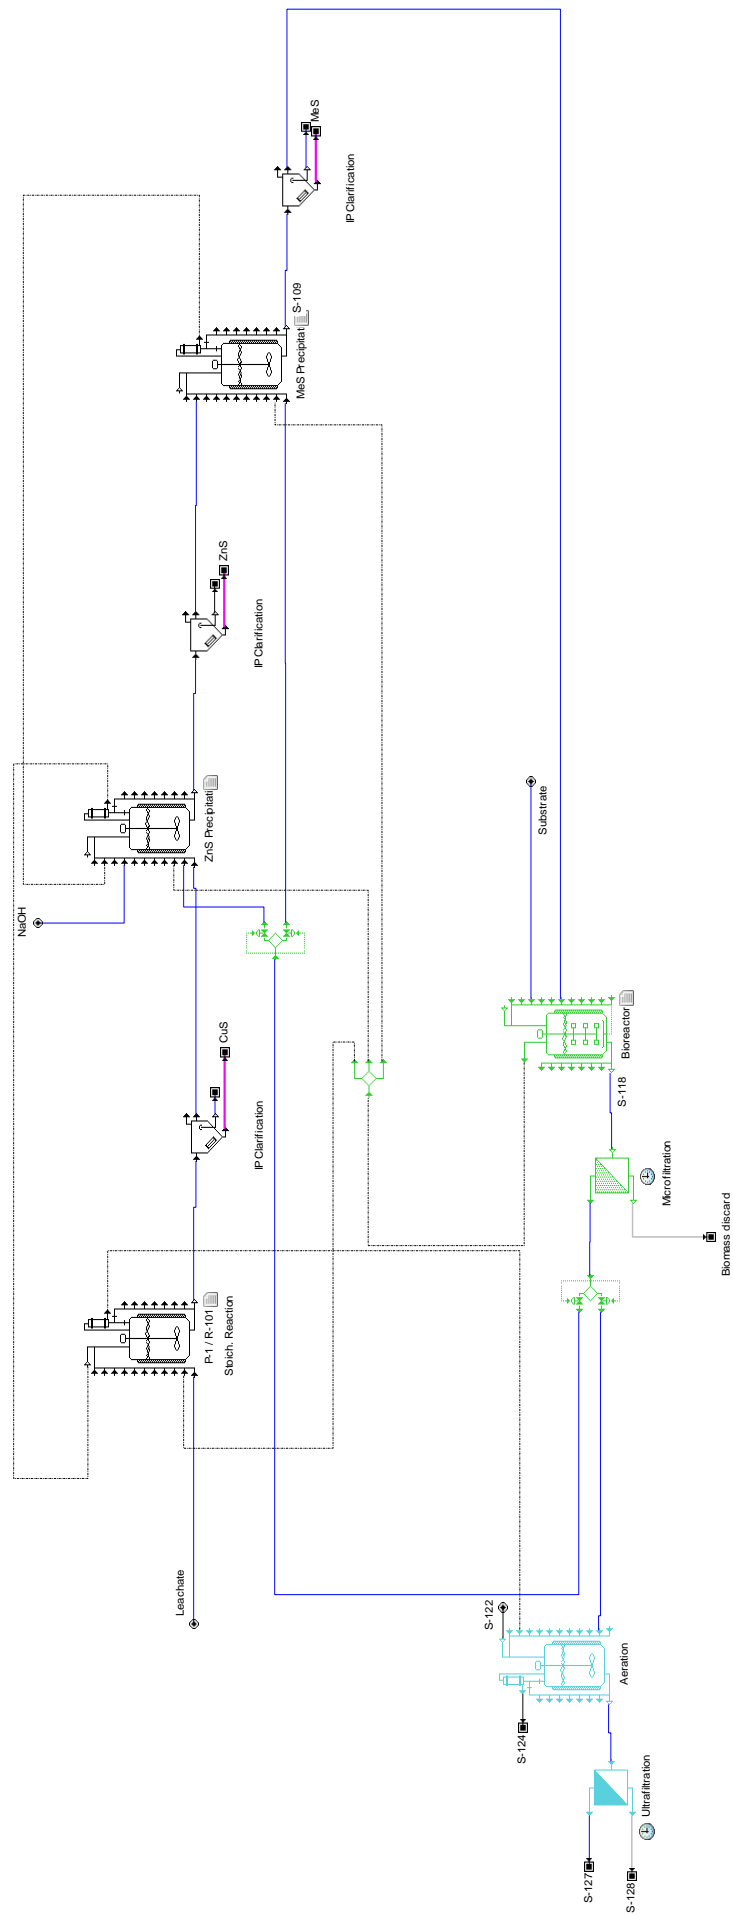 MeS
IP Clarification
S-109
MeS Precipitati
ZnS
IP Clarification
ZnS Precipitati
Substrate
NaOH
CuS
IP Clarification
Bioreactor
S-118
Microfiltration
Biomass discard
P-1 / R-101
Stoich. Reaction
Leachate
S-122
Aeration
S-124
Ultrafiltration
S-127
S-128